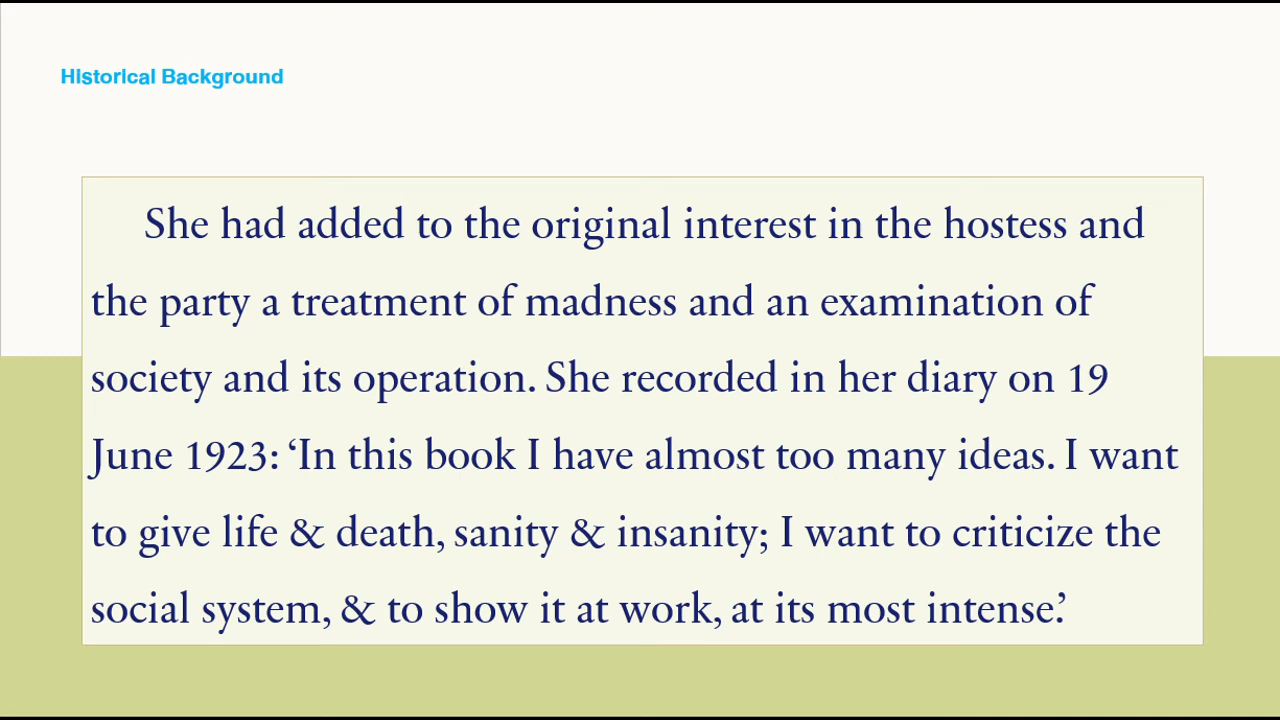 Historical Background
She had added to the original interest in the hostess and
the party a treatment of madness and an examination of
society and its operation. She recorded in her diary on 19
June 1923: ‘In this book I have almost too many ideas. I want
to give life & death, sanity & insanity; I want to criticize the
social system, & to show it at work, at its most intense.’